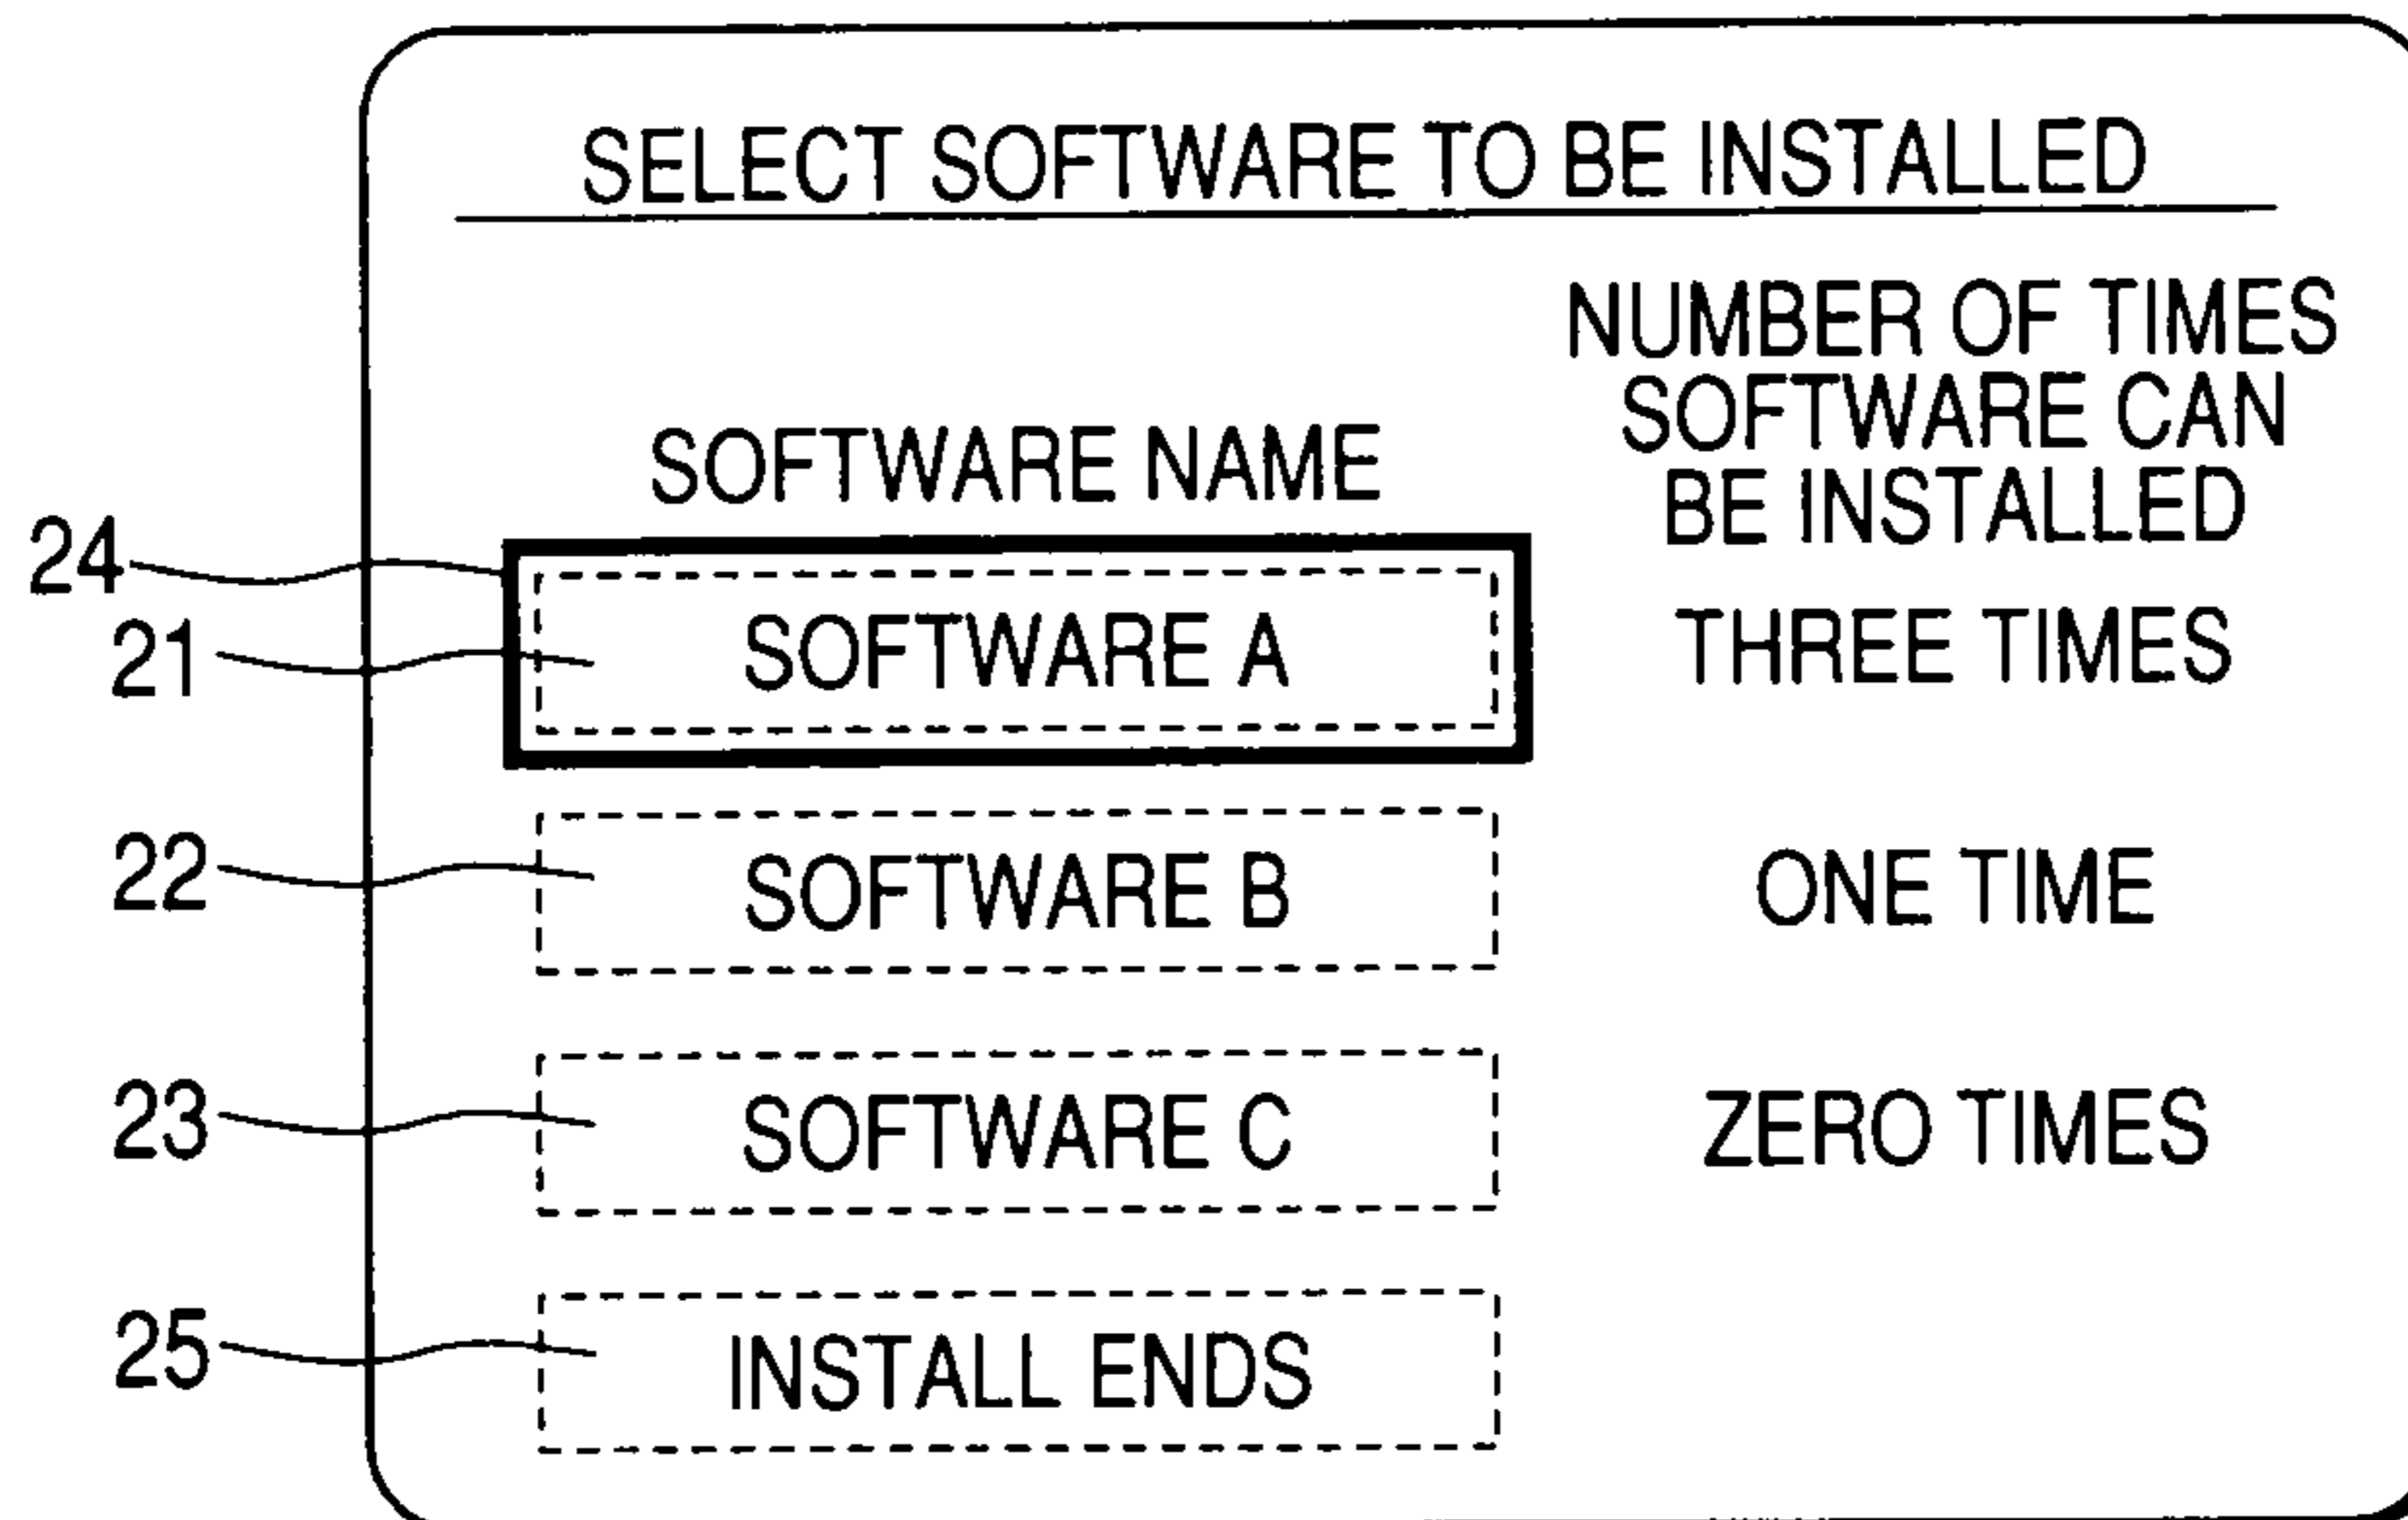 SELECT SOFTWARE TO BE INSTALLED
NUMBER OF TIMES
SOFTWARE CAN
BE INSTALLED
SOFTWARE NAME
24
21
SOFTWARE A
THREE TIMES
22
SOFTWARE B
ONE TIME
23
SOFTWARE C
ZERO TIMES
25
INSTALL ENDS